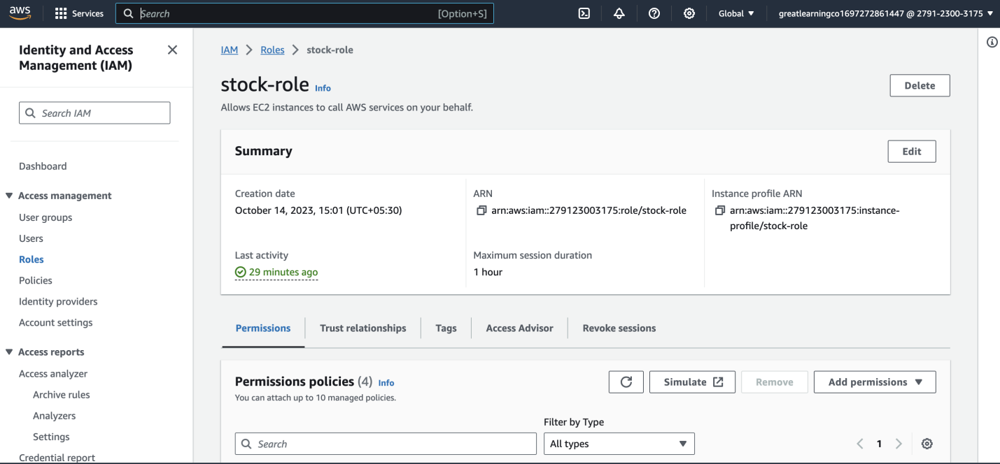 aws
Services
Search
[Option+S]
Global
greatlearningco1697272861447 @ 2791-2300-3175
Identity and Access
Management (IAM)
Search IAM
Dashboard
Access management
User groups
Users
Roles
Policies
Identity providers
Account settings
Access reports
Access analyzer
Archive rules
Analyzers
Settings
Credential report
IAM > Roles > stock-role
stock-role Info
Delete
Allows EC2 instances to call AWS services on your behalf.
Summary
Edit
Creation date
October 14, 2023, 15:01 (UTC+05:30)
ARN
arn:aws:iam::279123003175:role/stock-role
Instance profile ARN
arn:aws:iam::279123003175:instance-
profile/stock-role
Last activity
29 minutes ago
Maximum session duration
1 hour
Permissions
Trust relationships
Tags
Access Advisor
Revoke sessions
Permissions policies (4) Info
You can attach up to 10 managed policies.
Simulate
Remove
Add permissions
Filter by Type
Search
All types
1